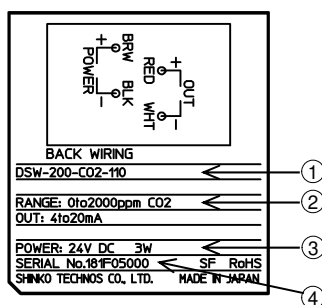 + BRW
POWER
- BLK
RED +
OUT
WHT -
BACK WIRING
DSW-200-CO2-110
1
RANGE: 0to2000ppm CO2
2
OUT: 4to20mA
POWER: 24V DC 3W
3
SERIAL No.181F05000 SF RoHS
SHINKO TECHNOS CO., LTD. MADE IN JAPAN
4